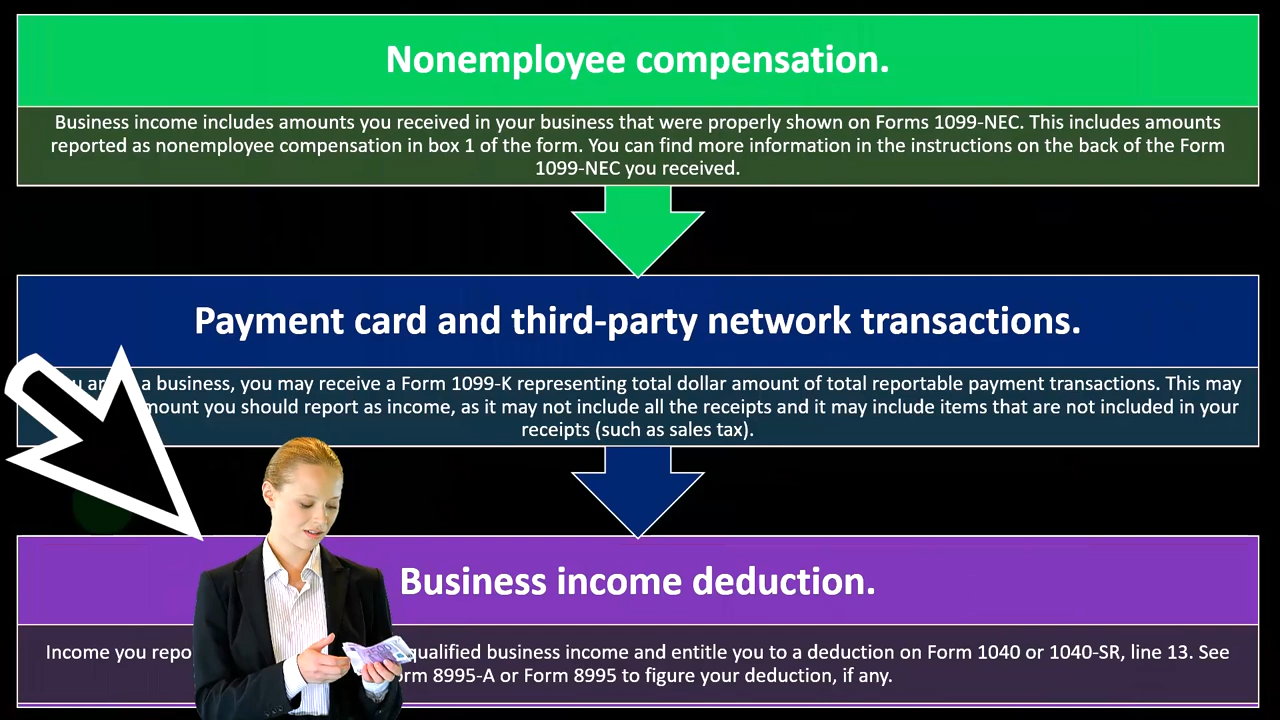 Nonemployee compensation.
Business income includes amounts you received in your business that were properly shown on Forms 1099-NEC. This includes amounts
reported as nonemployee compensation in box 1 of the form. You can find more information in the instructions on the back of the Form
1099-NEC you received.
Payment card and third-party network transactions.
a business, you may receive a Form 1099-K representing total dollar amount of total reportable payment transactions. This may
you should report as income, as it may not include all the receipts and it may include items that are not included in your
receipts (such as sales tax).
Business income deduction.
Income you qualified business income and entitle you to a deduction on Form 1040 or 1040-SR, line 13. See
8995-A or Form 8995 to figure your deduction, if any.